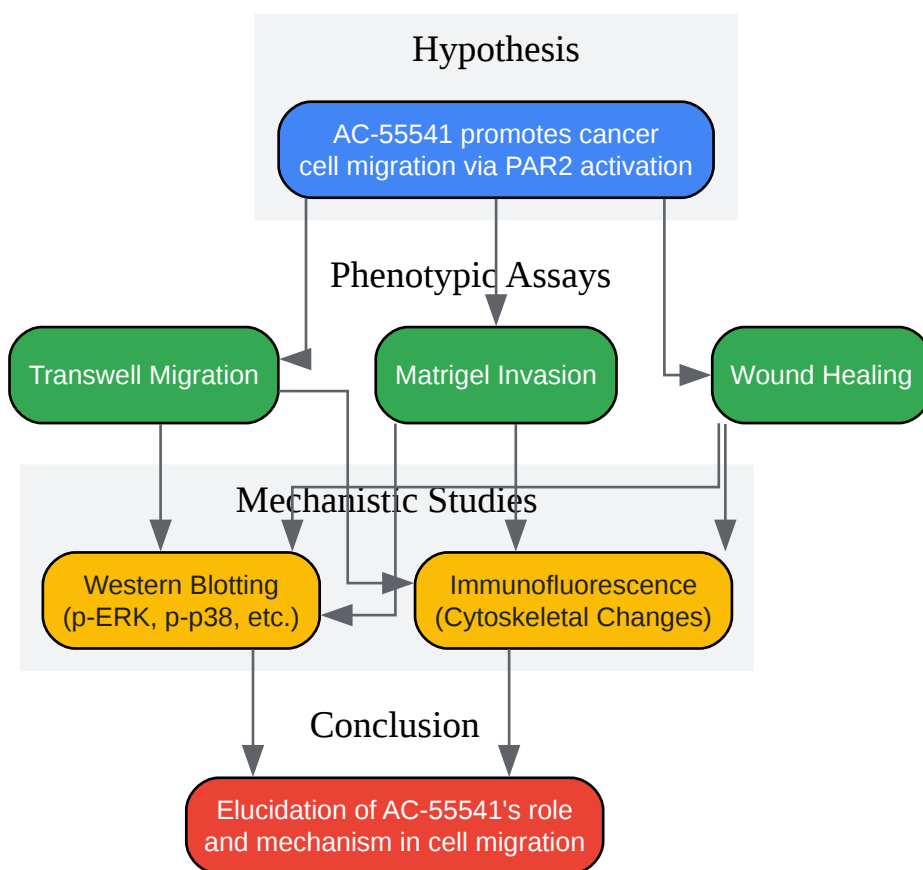 Hypothesis
AC-55541 promotes cancer
cell migration via PAR2 activation
Phenotypic Assays
Transwell Migration
Matrigel Invasion
Wound Healing
Mechanistic Studies
Western Blotting
(p-ERK, p-p38, etc.)
Immunofluorescence
(Cytoskeletal Changes)
Conclusion
Elucidation of AC-55541's role
and mechanism in cell migration